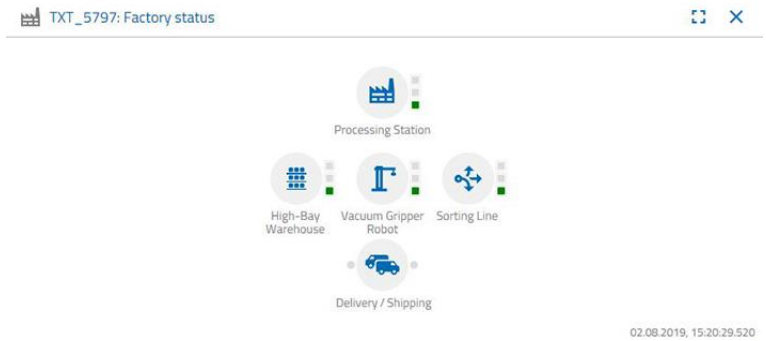 TXT_5797: Factory status
Processing Station
High-Bay
Warehouse
Vacuum Gripper
Robot
Sorting Line
Delivery / Shipping
02.08.2019, 15:20:29.520